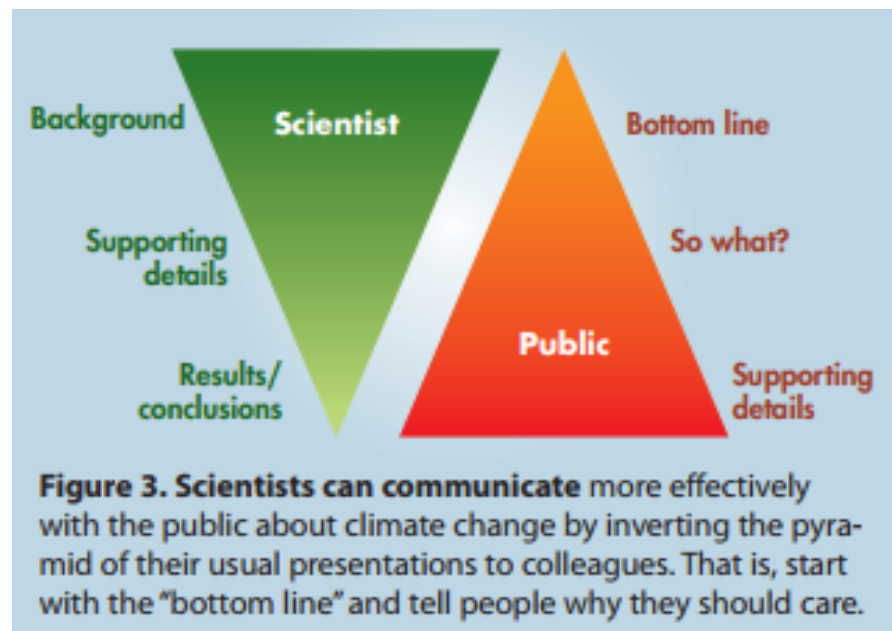 Scientist
Background
Supporting
details
Results/
conclusions
Bottom line
So what?
Public
Supporting
details
Figure 3. Scientists can communicate more effectively
with the public about climate change by inverting the pyra-
mid of their usual presentations to colleagues. That is, start
with the “bottom line” and tell people why they should care.